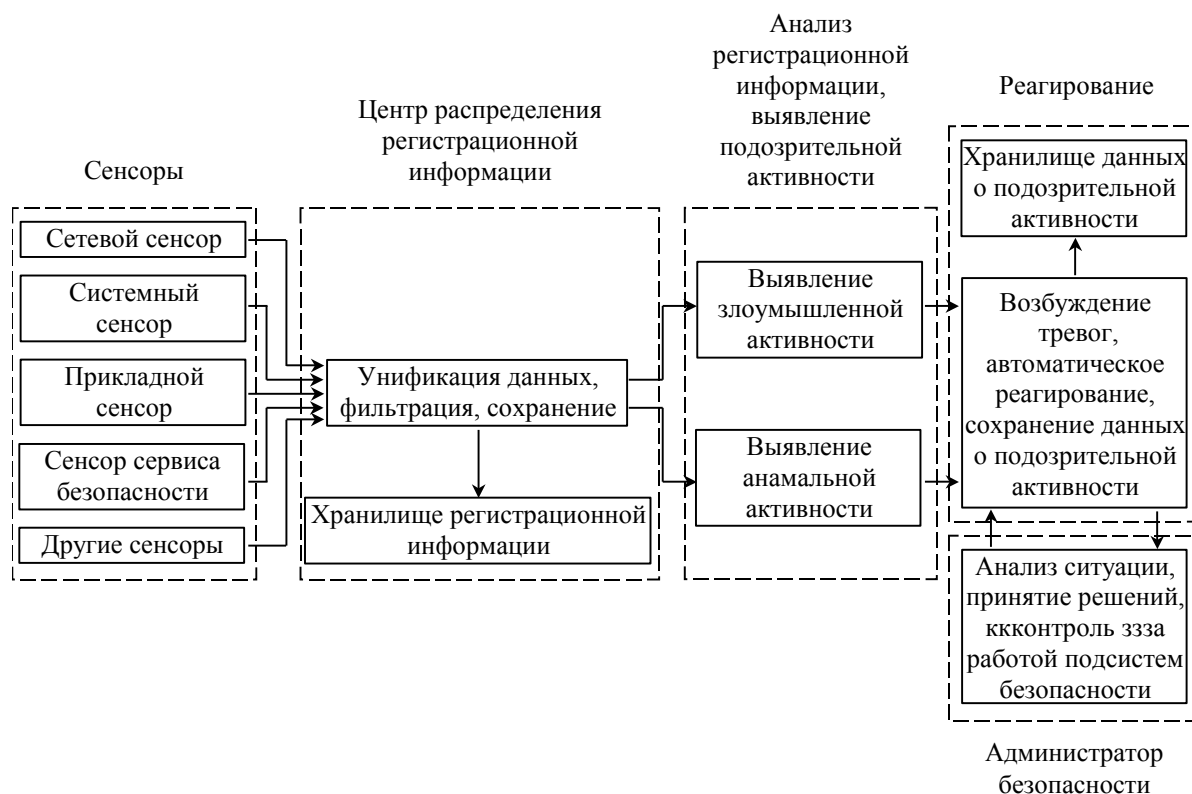 Сенсоры
Сетевой сенсор
Системный
сенсор
Прикладной
сенсор
Сенсор сервиса
безопасности
Другие сенсоры
Центр распределения
регистрационной
информации
Унификация данных,
фильтрация, сохранение
Хранилище регистрационной
информации
Анализ
регистрационной
информации,
выявление
подозрительной
активности
Выявление
злоумышленной
активности
Выявление
анамальной
активности
Реагирование
Хранилище данных
о подозрительной
активности
Возбуждение
тревог,
автоматическое
реагирование,
сохранение данных
о подозрительной
активности
Анализ ситуации,
принятие решений,
ккконтроль ззза
работой подсистем
безопасности
Администратор
безопасности